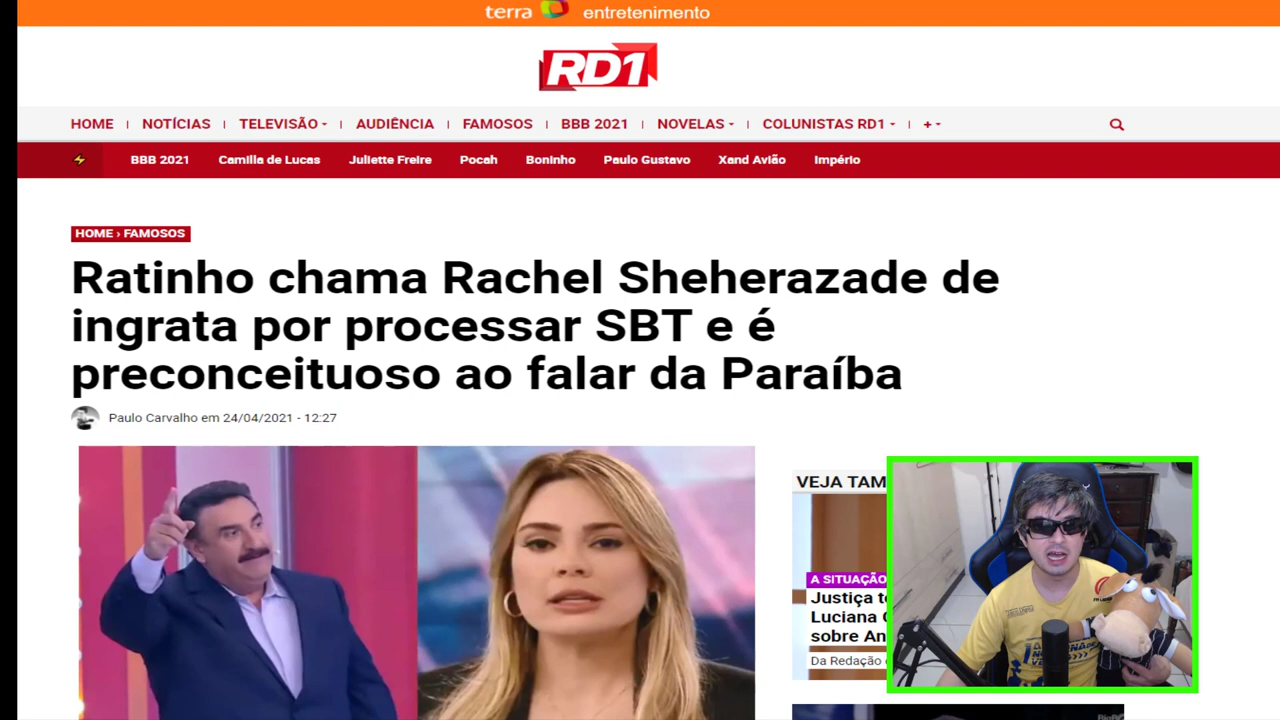 terra entretenimento
RD1
HOME NOTÍCIAS TELEVISÃO AUDIÊNCIA FAMOSOS BBB 2021 NOVELAS COLUNISTAS RD1 +
BBB 2021 Camilla de Lucas Juliette Freire Pocah Boninho Paulo Gustavo Xand Avião Império
HOME › FAMOSOS
Ratinho chama Rachel Sheherazade de
ingrata por processar SBT e é
preconceituoso ao falar da Paraíba
Paulo Carvalho em 24/04/2021 - 12:27
VEJA TAM
A SITUAÇÃO
Justiça
Luciana
sobre An
Da Redação